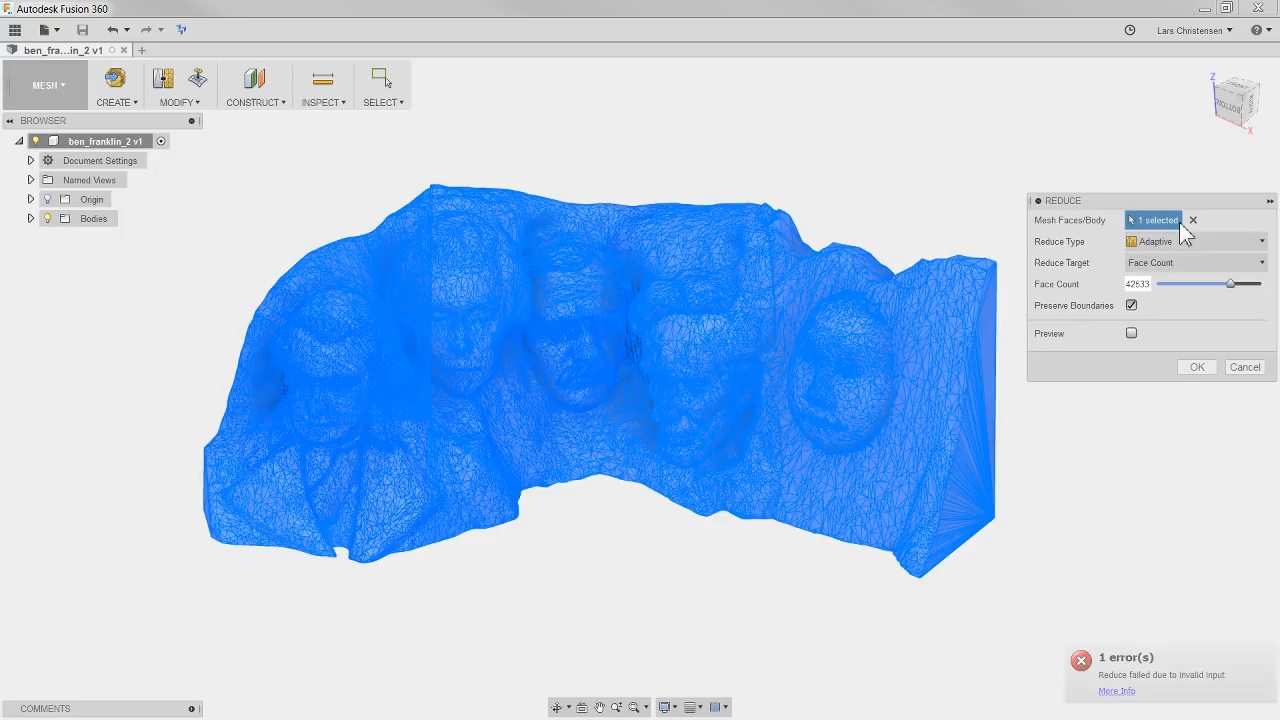 Autodesk Fusion 360
Lars Christensen
ben_fra...in_2 v1
MESH
CREATE
MODIFY
CONSTRUCT
INSPECT
SELECT
BROWSER
ben_franklin_2 v1
Document Settings
Named Views
Origin
Bodies
Z
BOTTOM
X
REDUCE
Mesh Faces/Body 1 selected
Reduce Type Adaptive
Reduce Target Face Count
Face Count 42533
Preserve Boundaries
Preview
OK Cancel
1 error(s)
Reduce failed due to invalid input.
More Info
COMMENTS